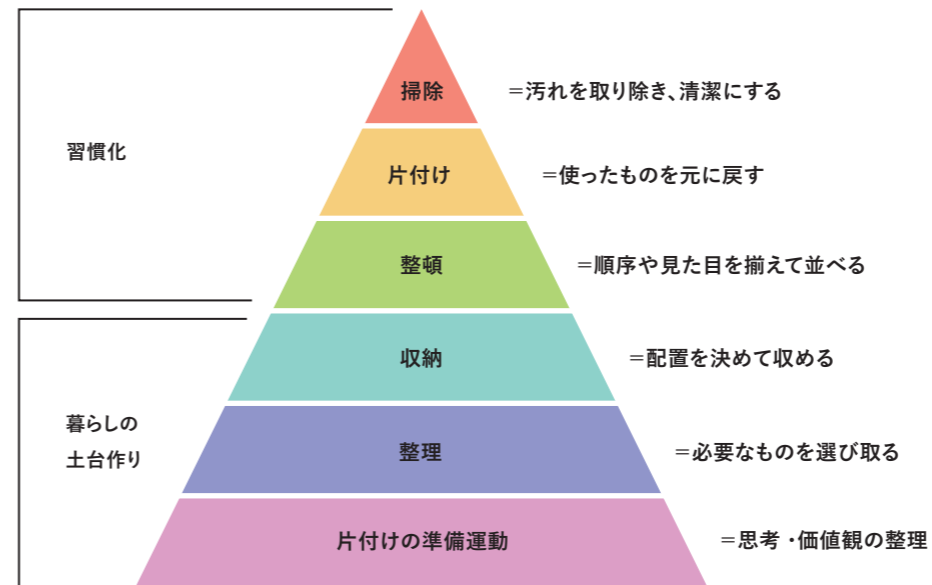 掃除 =汚れを取り除き、清潔にする
習慣化
片付け =使ったものを元に戻す
整頓 =順序や見た目を揃えて並べる
収納 =配置を決めて収める
暮らしの
土台作り
整理 =必要なものを選び取る
片付けの準備運動 =思考・価値観の整理